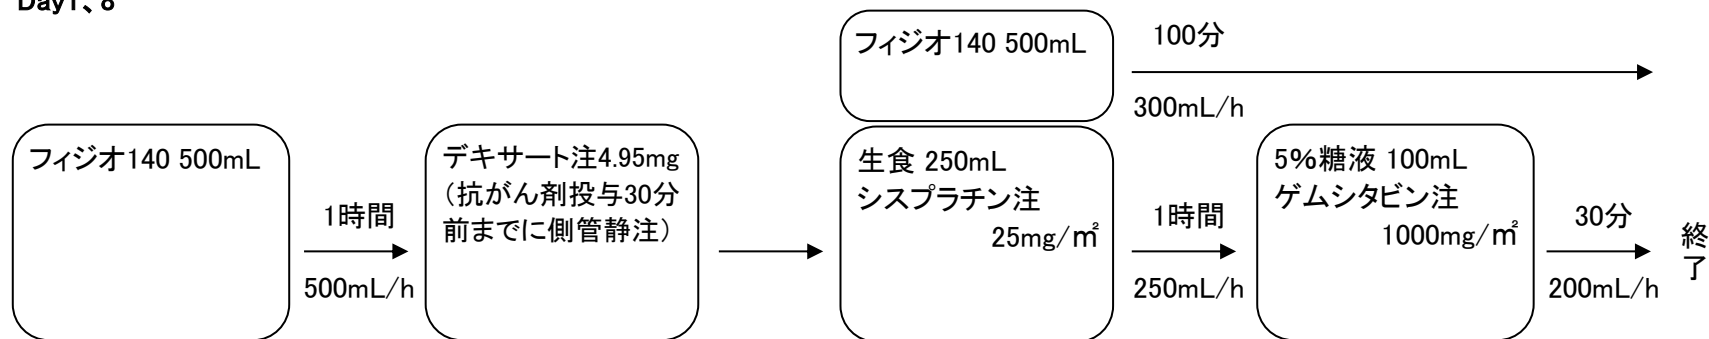 Day1、8
フィジオ140 500mL
100分
300mL/h
フィジオ140 500mL
1時間
500mL/h
デキサート注4.95mg
（抗がん剤投与30分
前までに側管静注）
生食 250mL
シスプラチン注
25mg/㎡
1時間
250mL/h
5%糖液 100mL
ゲムシタビン注
1000mg/㎡
30分
200mL/h
終
了